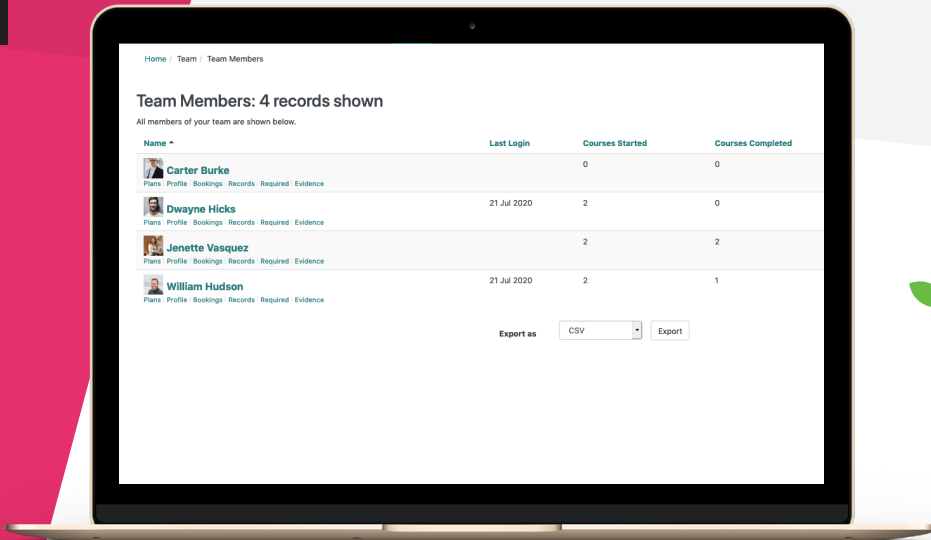 Home / Team / Team Members
Team Members: 4 records shown
All members of your team are shown below.
Name Last Login Courses Started Courses Completed
Carter Burke 0 0
Plans | Profile | Bookings | Records | Required | Evidence
Dwayne Hicks 21 Jul 2020 2 0
Plans | Profile | Bookings | Records | Required | Evidence
Jenette Vasquez 2 2
Plans | Profile | Bookings | Records | Required | Evidence
William Hudson 21 Jul 2020 2 1
Plans | Profile | Bookings | Records | Required | Evidence
Export as CSV Export